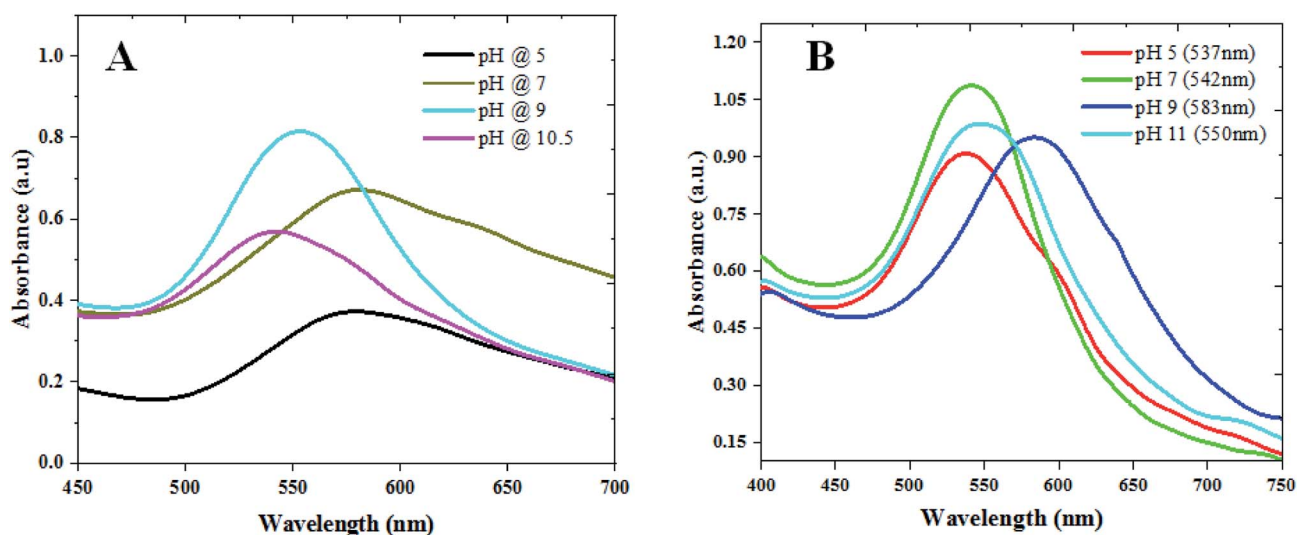 A
pH @ 5
pH @ 7
pH @ 9
pH @ 10.5
Absorbance (a.u)
1.0
0.8
0.6
0.4
0.2
0.0
450 500 550 600 650 700
Wavelength (nm)
B
pH 5 (537nm)
pH 7 (542nm)
pH 9 (583nm)
pH 11 (550nm)
Absorbance (a.u.)
1.20
1.05
0.90
0.75
0.60
0.45
0.30
0.15
400 450 500 550 600 650 700 750
Wavelength (nm)